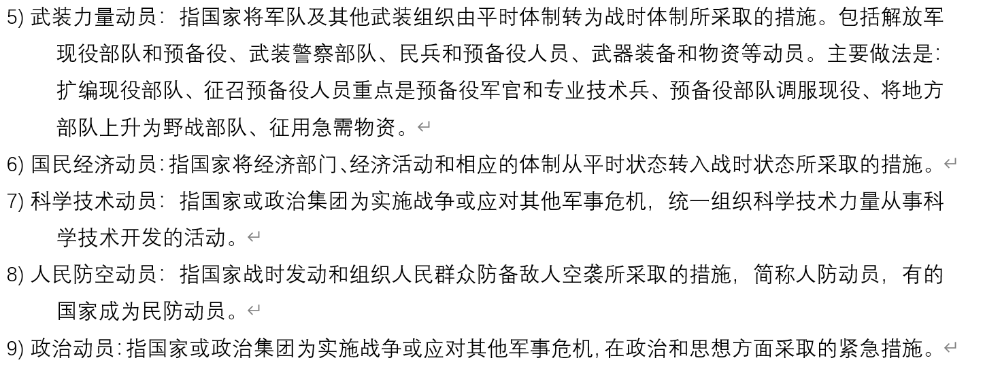 5) 武装力量动员：指国家将军队及其他武装组织由平时体制转为战时体制所采取的措施。包括解放军
现役部队和预备役、武装警察部队、民兵和预备役人员、武器装备和物资等动员。主要做法是：
扩编现役部队、征召预备役人员重点是预备役军官和专业技术兵、预备役部队调服现役、将地方
部队上升为野战部队、征用急需物资。↵
6) 国民经济动员：指国家将经济部门、经济活动和相应的体制从平时状态转入战时状态所采取的措施。↵
7) 科学技术动员：指国家或政治集团为实施战争或应对其他军事危机，统一组织科学技术力量从事科
学技术开发的活动。↵
8) 人民防空动员：指国家战时发动和组织人民群众防备敌人空袭所采取的措施，简称人防动员，有的
国家成为民防动员。↵
9) 政治动员：指国家或政治集团为实施战争或应对其他军事危机，在政治和思想方面采取的紧急措施。↵